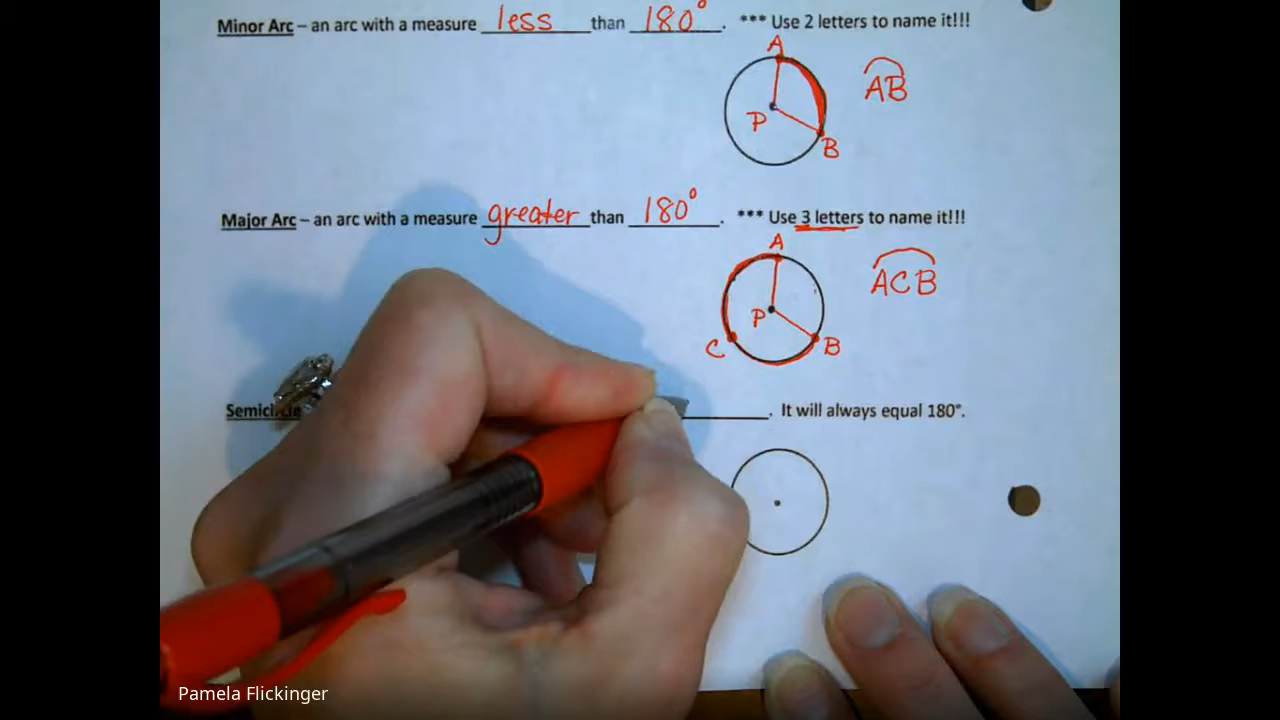 Minor Arc – an arc with a measure less than 180°. *** Use 2 letters to name it!!!
A
AB
P
B
Major Arc – an arc with a measure greater than 180°. *** Use 3 letters to name it!!!
A
ACB
P
C B
It will always equal 180°.
Pamela Flickinger